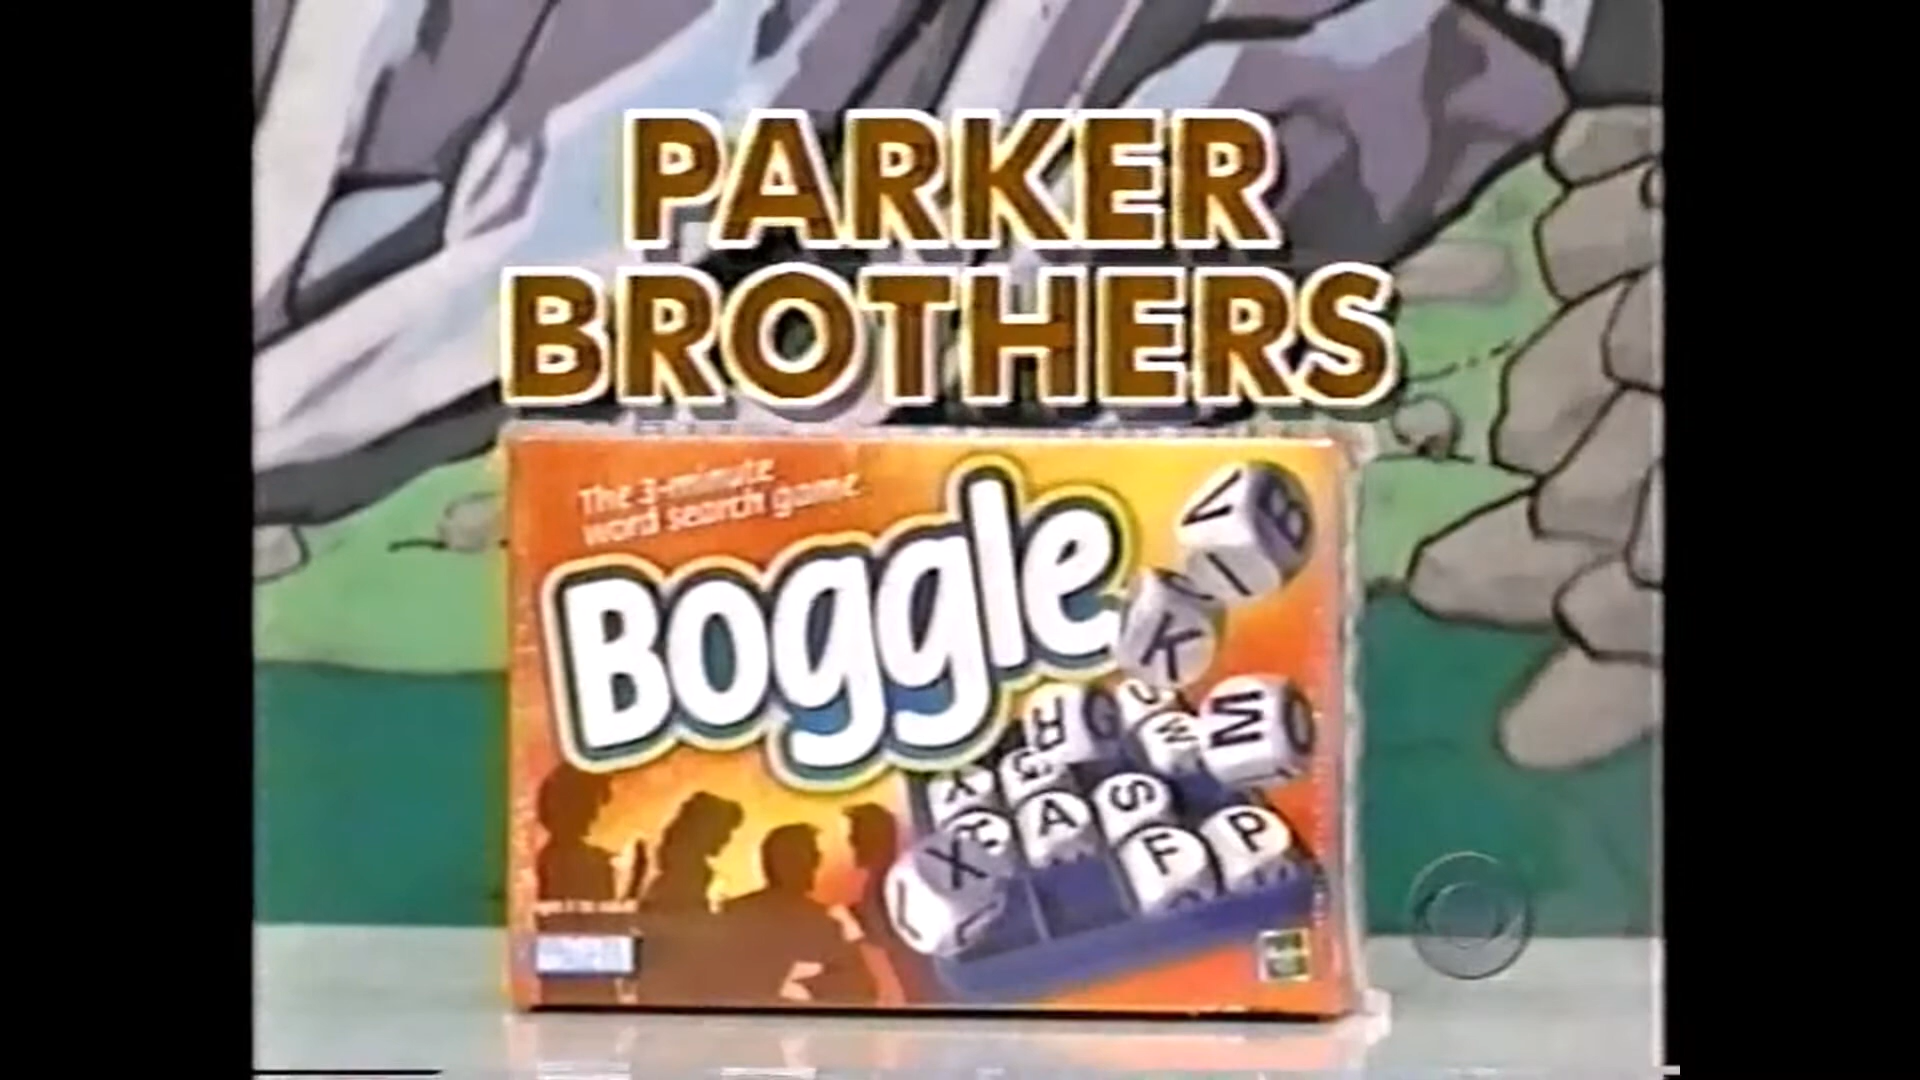 PARKER
BROTHERS
The 3-minute
word search game
Boggle
V B
I
K
R G
W M
A S
X F P